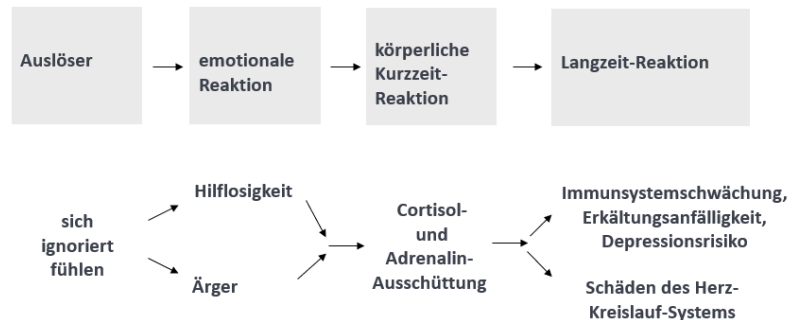 Auslöser
emotionale
Reaktion
körperliche
Kurzzeit-
Reaktion
Langzeit-Reaktion
sich
ignoriert
fühlen
Hilflosigkeit
Ärger
Cortisol-
und
Adrenalin-
Ausschüttung
Immunsystemschwächung,
Erkältungsanfälligkeit,
Depressionsrisiko
Schäden des Herz-
Kreislauf-Systems